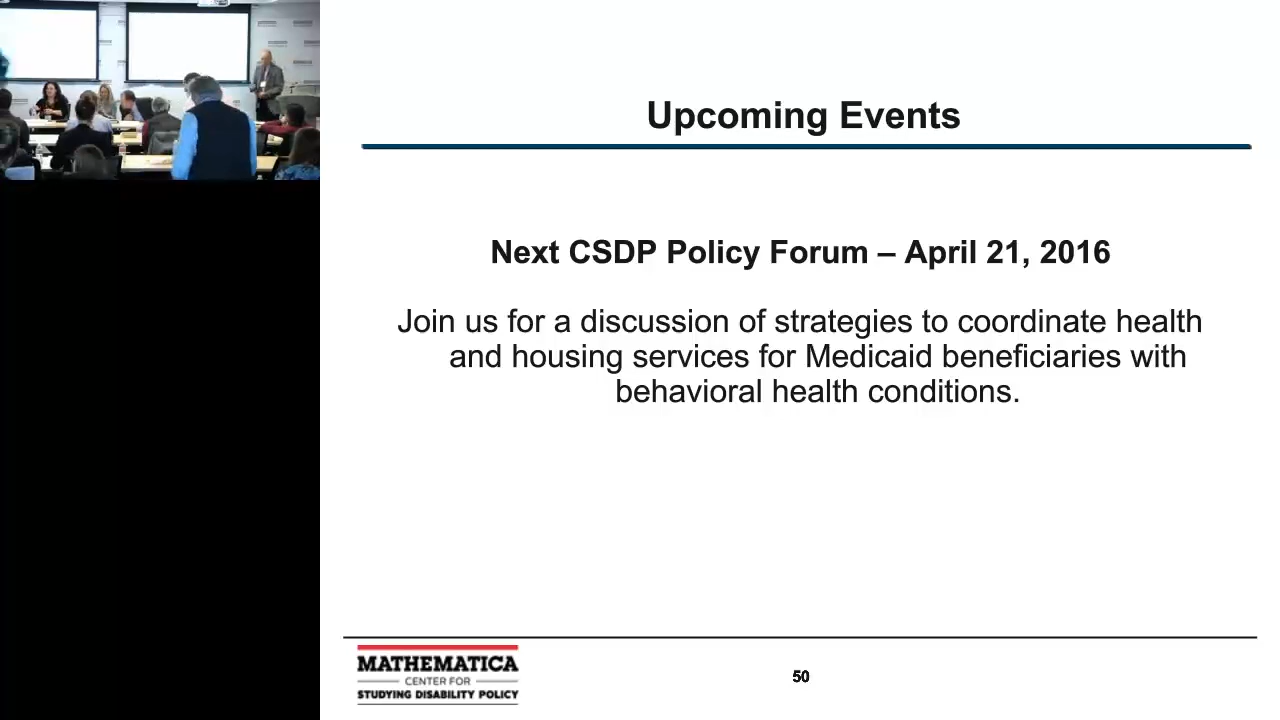 Upcoming Events
Next CSDP Policy Forum – April 21, 2016
Join us for a discussion of strategies to coordinate health
and housing services for Medicaid beneficiaries with
behavioral health conditions.
MATHEMATICA
CENTER FOR
STUDYING DISABILITY POLICY
50